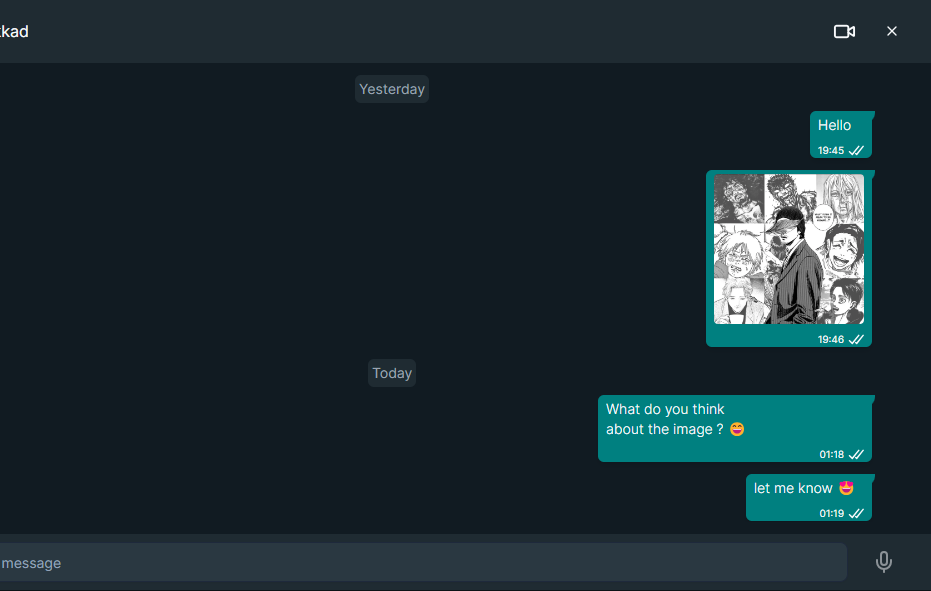 kad
Yesterday
Hello
19:45
19:46
Today
What do you think
about the image ? 😄
01:18
let me know 😍
01:19
message